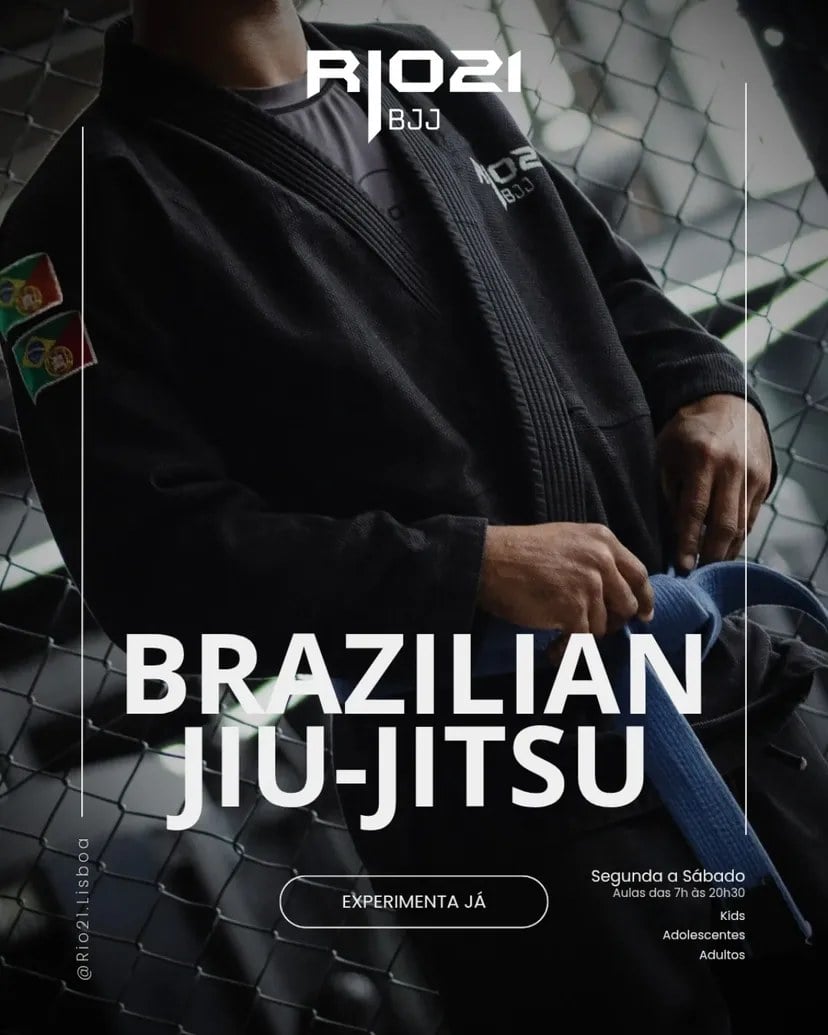 RIO21
BJJ
RIO2
BJJ
BRAZILIAN
JIU-JITSU
@Rio21.Lisboa
EXPERIMENTA JÁ
Segunda a Sábado
Aulas das 7h às 20h30
Kids
Adolescentes
Adultos